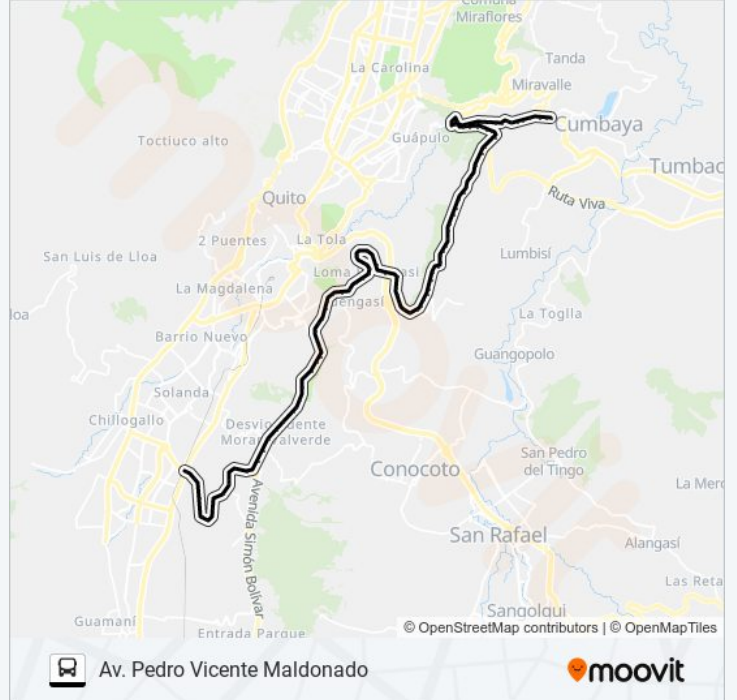 Comuna
Miraflores
La Carolina
Tanda
Miravalle
Guápulo
Cumbaya
Toctiuco alto
Tumbac
Quito
Ruta Viva
2 Puentes
La Tola
Lumbisí
San Luis de Lloa
Loma
La Magdalena
loa
La Toglla
Barrio Nuevo
Guangopolo
Solanda
Chillogallo
San Pedro
del Tingo
Conocoto
La Merc
Avenida Simón Bolívar
San Rafael
Alangasí
Las Reta
Sangolqui
Guamaní
Entrada Parque
© OpenStreetMap contributors | © OpenMapTiles
Av. Pedro Vicente Maldonado
moovit